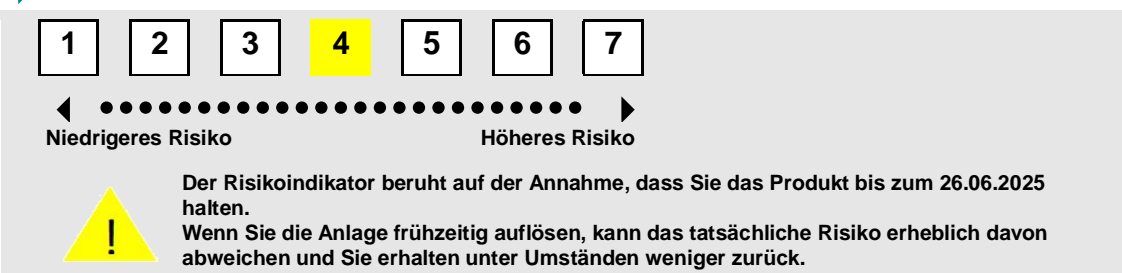 1 2 3 4 5 6 7
Niedrigeres Risiko Höheres Risiko
Der Risikoindikator beruht auf der Annahme, dass Sie das Produkt bis zum 26.06.2025
halten.
Wenn Sie die Anlage frühzeitig auflösen, kann das tatsächliche Risiko erheblich davon
abweichen und Sie erhalten unter Umständen weniger zurück.
!